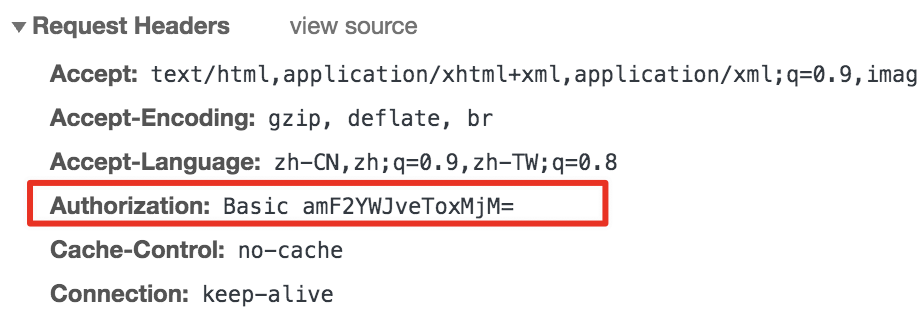 Request Headers view source
Accept: text/html,application/xhtml+xml,application/xml;q=0.9,imag
Accept-Encoding: gzip, deflate, br
Accept-Language: zh-CN,zh;q=0.9,zh-TW;q=0.8
Authorization: Basic amF2YWJveToxMjM=
Cache-Control: no-cache
Connection: keep-alive